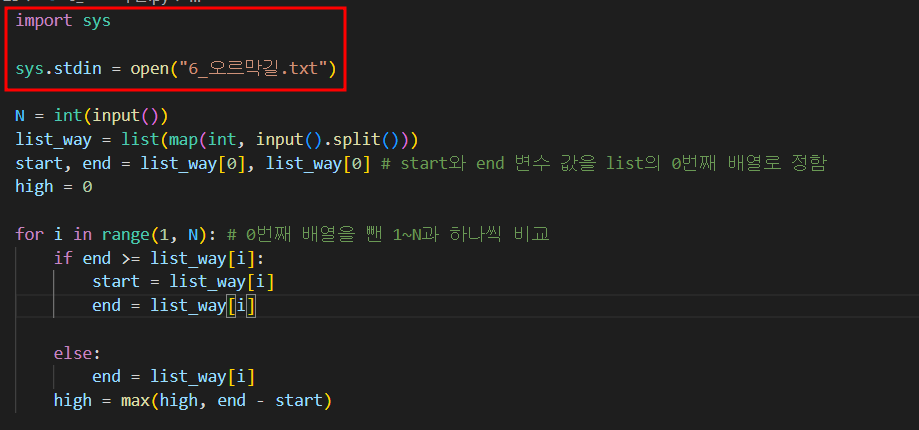 import sys
sys.stdin = open("6_오르막길.txt")
N = int(input())
list_way = list(map(int, input().split()))
start, end = list_way[0], list_way[0] # start와 end 변수 값을 list의 0번째 배열로 정함
high = 0
for i in range(1, N): # 0번째 배열을 뺀 1~N과 하나씩 비교
    if end >= list_way[i]:
        start = list_way[i]
        end = list_way[i]
    else:
        end = list_way[i]
    high = max(high, end - start)